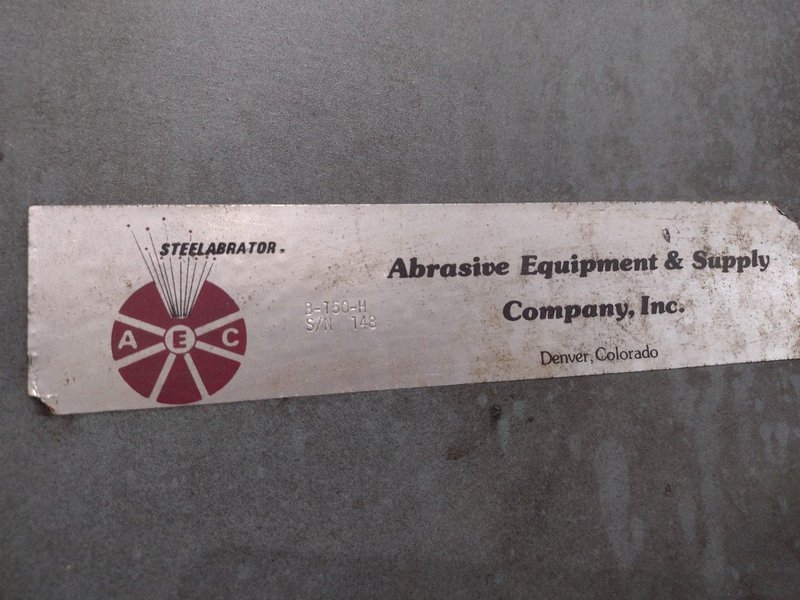 STEELABRATOR.
A E C
B-150-H
S/N 148
Abrasive Equipment & Supply
Company, Inc.
Denver, Colorado